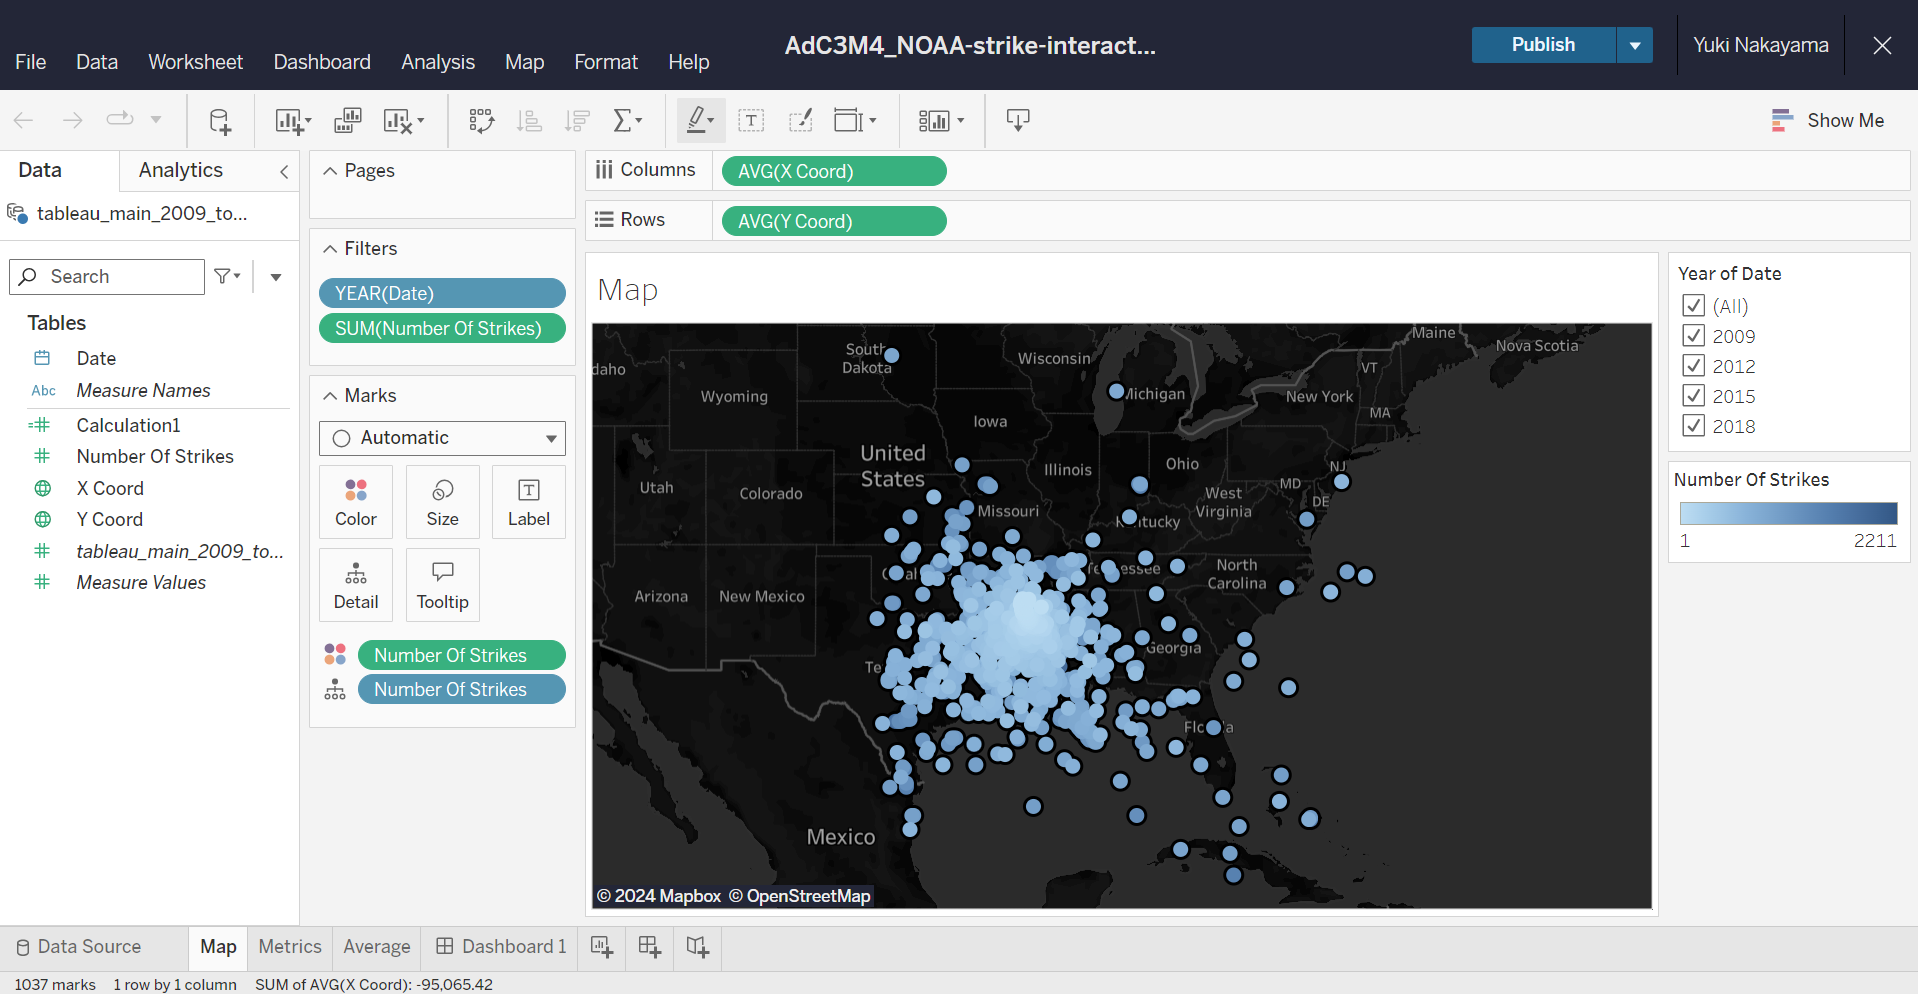 AdC3M4_NOAA-strike-interact...
Publish
Yuki Nakayama
File Data Worksheet Dashboard Analysis Map Format Help
Show Me
Data Analytics
tableau_main_2009_to...
Search
Tables
Date
Abc Measure Names
Calculation1
Number Of Strikes
X Coord
Y Coord
tableau_main_2009_to...
Measure Values
Pages
Filters
YEAR(Date)
SUM(Number Of Strikes)
Marks
Automatic
Color Size Label
Detail Tooltip
Number Of Strikes
Number Of Strikes
Columns AVG(X Coord)
Rows AVG(Y Coord)
Map
South
Dakota
Wisconsin
Maine
Nova Scotia
daho
VT
Wyoming
Michigan
New York
MA
Iowa
United
States
Illinois
Ohio
NJ
Utah
Colorado
MD
DE
West
Virginia
Missouri
North
Carolina
Arizona
New Mexico
Georgia
Mexico
© 2024 Mapbox © OpenStreetMap
Year of Date
(All)
2009
2012
2015
2018
Number Of Strikes
1 2211
Data Source Map Metrics Average Dashboard 1
1037 marks 1 row by 1 column SUM of AVG(X Coord): -95,065.42